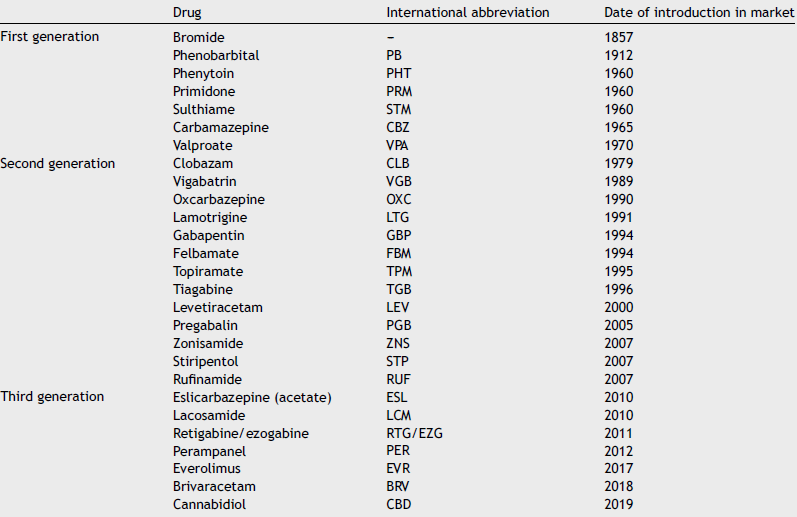 Drug International abbreviation Date of introduction in market
First generation Bromide – 1857
Phenobarbital PB 1912
Phenytoin PHT 1960
Primidone PRM 1960
Sulthiame STM 1960
Carbamazepine CBZ 1965
Valproate VPA 1970
Second generation Clobazam CLB 1979
Vigabatrin VGB 1989
Oxcarbazepine OXC 1990
Lamotrigine LTG 1991
Gabapentin GBP 1994
Felbamate FBM 1994
Topiramate TPM 1995
Tiagabine TGB 1996
Levetiracetam LEV 2000
Pregabalin PGB 2005
Zonisamide ZNS 2007
Stiripentol STP 2007
Rufinamide RUF 2007
Third generation Eslicarbazepine (acetate) ESL 2010
Lacosamide LCM 2010
Retigabine/ezogabine RTG/EZG 2011
Perampanel PER 2012
Everolimus EVR 2017
Brivaracetam BRV 2018
Cannabidiol CBD 2019